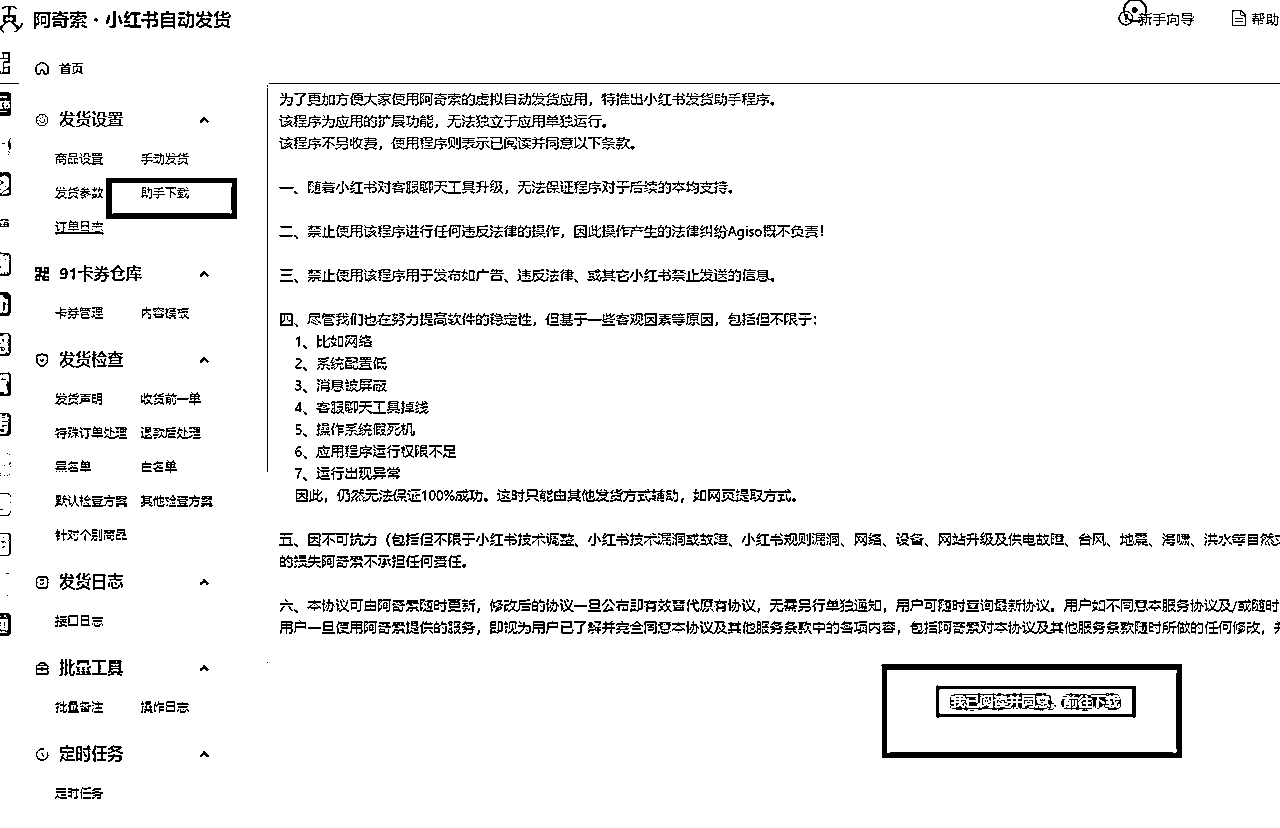 阿奇索·小红书自动发货
新手向导
帮助
首页
发货设置
商品设置 手动发货
发货参数 助手下载
订单日志
91卡券仓库
卡券管理 内容模板
发货检查
发货声明 收货前一单
特殊订单处理 退款后处理
黑名单 白名单
默认检查方案 其他检查方案
针对个别商品
发货日志
接口日志
批量工具
批量备注 操作日志
定时任务
定时任务
为了更加方便大家使用阿奇索的虚拟自动发货应用，特推出小红书发货助手程序。
该程序为应用的扩展功能，无法独立于应用单独运行。
该程序不另收费，使用程序则表示已阅读并同意以下条款。
一、随着小红书对客服聊天工具升级，无法保证程序对于后续的本均支持。
二、禁止使用该程序进行任何违反法律的操作，因此操作产生的法律纠纷Agiso概不负责！
三、禁止使用该程序用于发布如广告、违反法律、或其它小红书禁止发送的信息。
四、尽管我们也在努力提高软件的稳定性，但基于一些客观因素等原因，包括但不限于：
1、比如网络
2、系统配置低
3、消息被屏蔽
4、客服聊天工具掉线
5、操作系统假死机
6、应用程序运行权限不足
7、运行出现异常
因此，仍然无法保证100%成功。这时只能由其他发货方式辅助，如网页提取方式。
五、因不可抗力（包括但不限于小红书技术调整、小红书技术漏洞或故障、小红书规则漏洞、网络、设备、网站升级及供电故障、台风、地震、海啸、洪水等自然
的损失阿奇索不承担任何责任。
六、本协议可由阿奇索随时更新，修改后的协议一旦公布即有效替代原有协议，无需另行单独通知，用户可随时查询最新协议。用户如不同意本服务协议及/或随时
用户一旦使用阿奇索提供的服务，即视为用户已了解并完全同意本协议及其他服务条款中的各项内容，包括阿奇索对本协议及其他服务条款随时所做的任何修改，
我已阅读并同意，前往下载